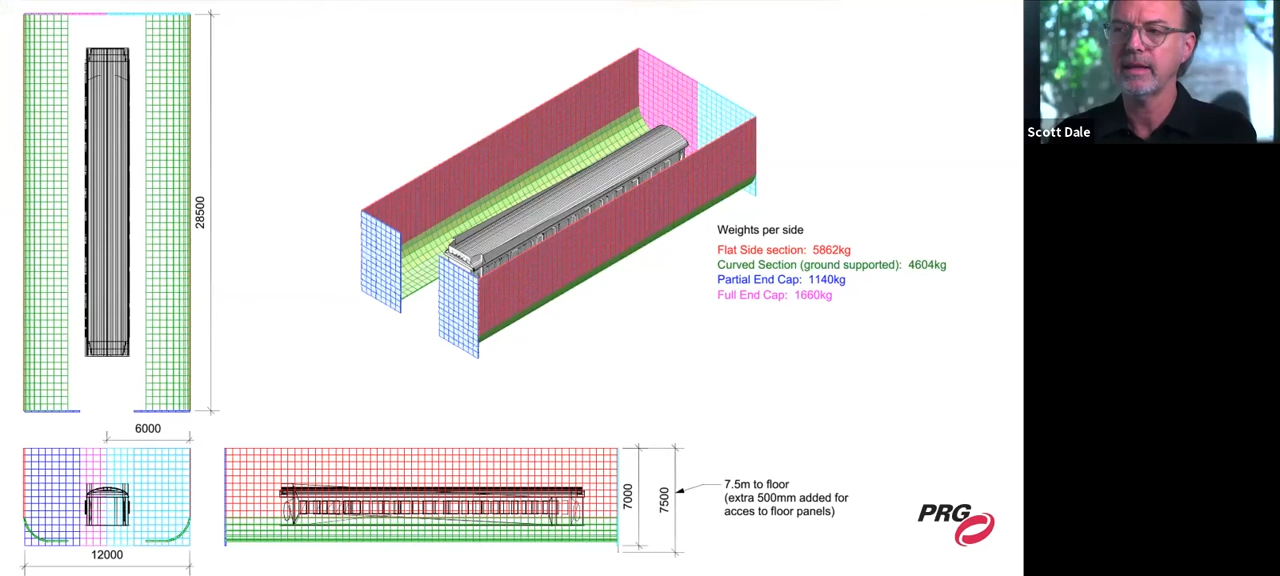 Scott Dale
28500
Weights per side
Flat Side section: 5862kg
Curved Section (ground supported): 4604kg
Partial End Cap: 1140kg
Full End Cap: 1660kg
6000
12000
7000
7500
7.5m to floor
(extra 500mm added for
acces to floor panels)
PRG